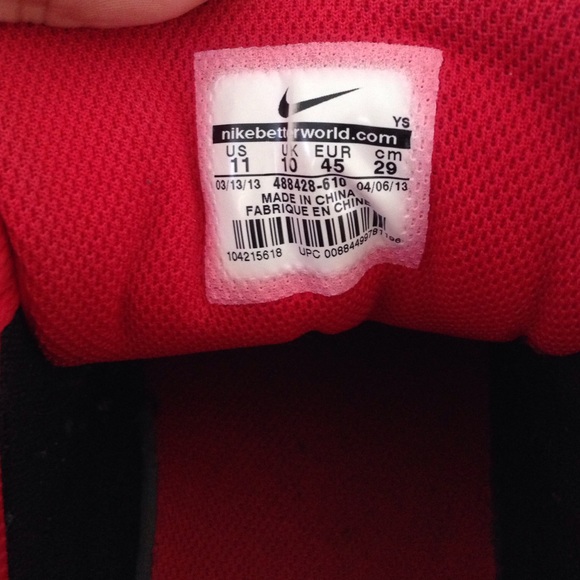 YS
nikebetterworld.com
US UK EUR cm
11 10 45 29
03/13/13 488428-610 04/06/13
MADE IN CHINA
FABRIQUE EN CHINE
104215618 UPC